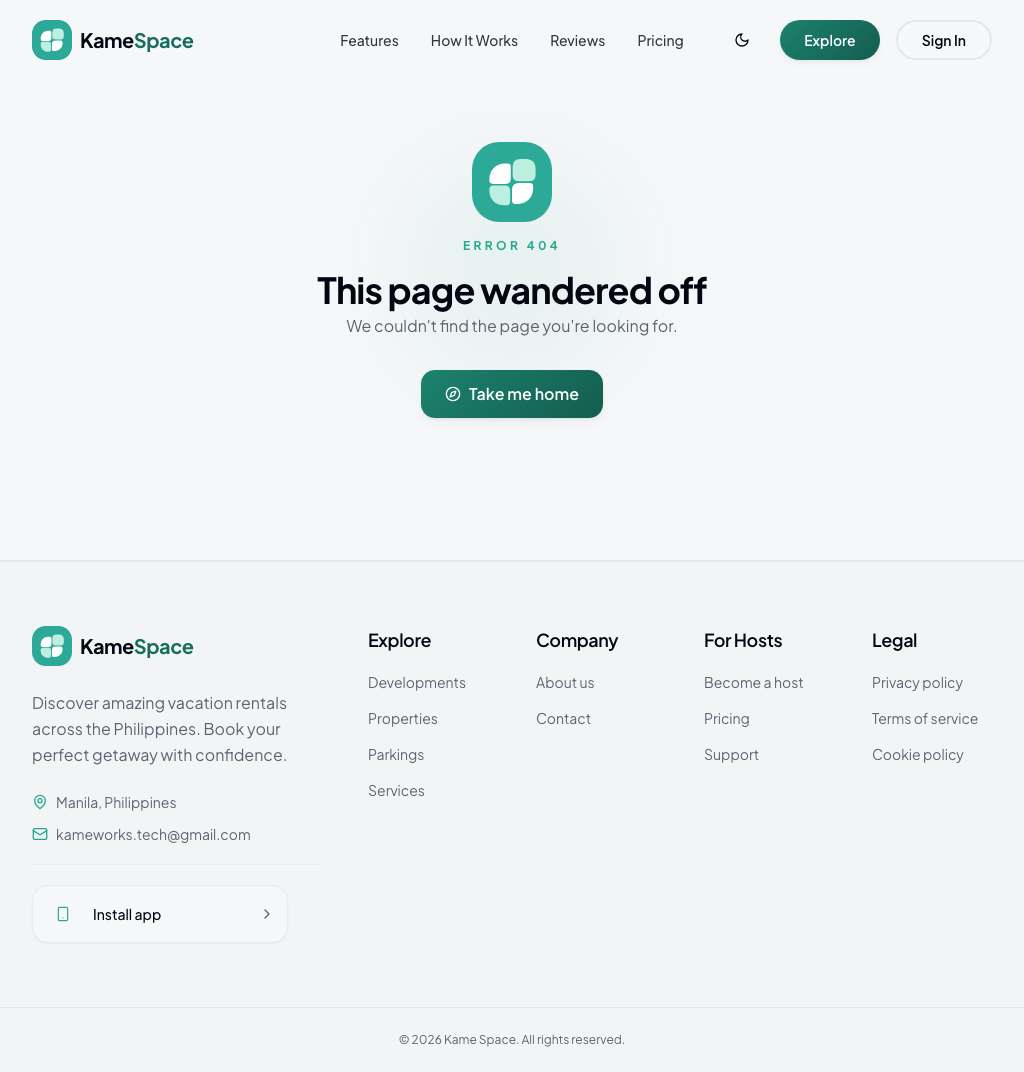 KameSpace
Features
How It Works
Reviews
Pricing
Explore
Sign In
ERROR 404
This page wandered off
We couldn't find the page you're looking for.
Take me home
KameSpace
Discover amazing vacation rentals
across the Philippines. Book your
perfect getaway with confidence.
Manila, Philippines
kameworks.tech@gmail.com
Install app
Explore
Developments
Properties
Parkings
Services
Company
About us
Contact
For Hosts
Become a host
Pricing
Support
Legal
Privacy policy
Terms of service
Cookie policy
© 2026 Kame Space. All rights reserved.